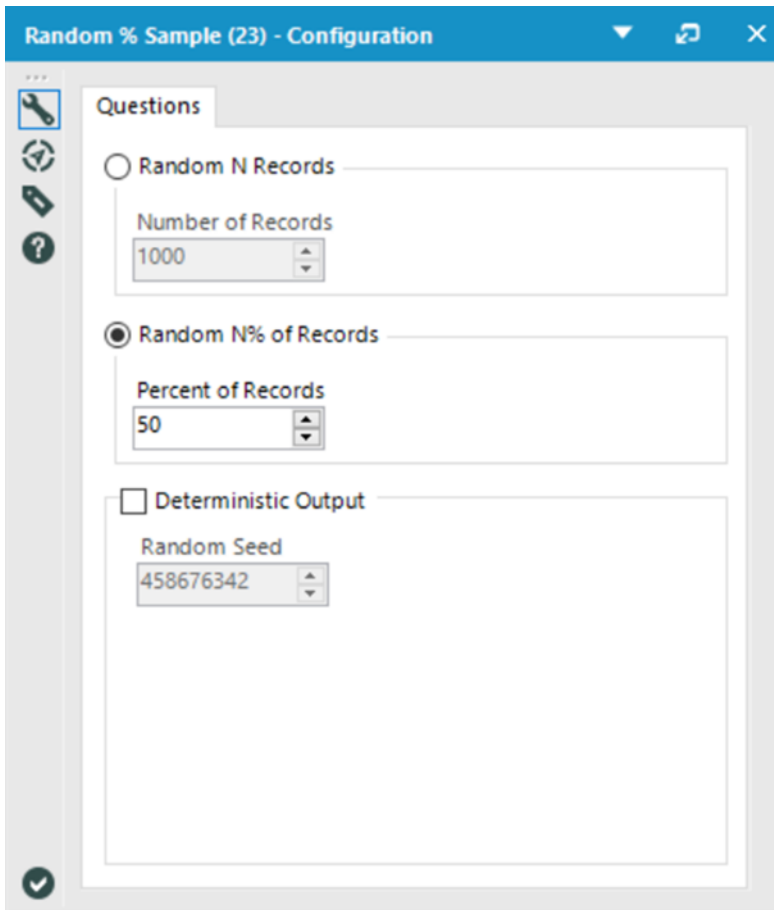 Random % Sample (23) - Configuration
Questions
Random N Records
Number of Records
1000
Random N% of Records
Percent of Records
50
Deterministic Output
Random Seed
458676342